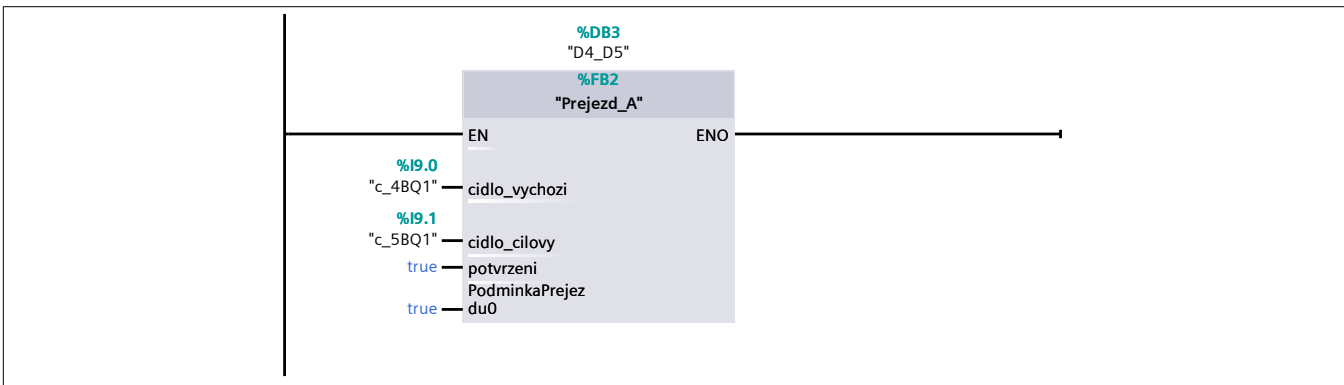 %DB3
"D4_D5"
%FB2
"Prejezd_A"
EN ENO
%I9.0
"c_4BQ1" cidlo_vychozi
%I9.1
"c_5BQ1" cidlo_cilovy
true potvrzeni
PodminkaPrejez
true du0